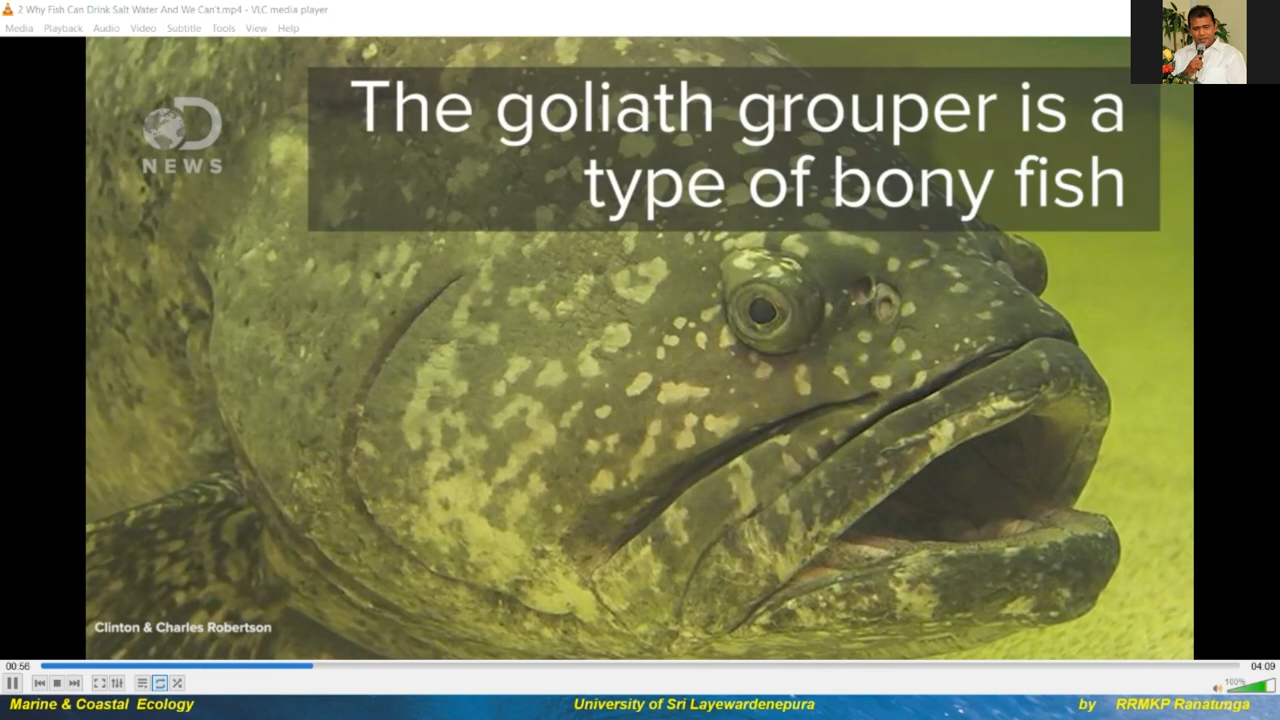 2 Why Fish Can Drink Salt Water And We Can't.mp4 - VLC media player
Media Playback Audio Video Subtitle Tools View Help
The goliath grouper is a
type of bony fish
D
NEWS
Clinton & Charles Robertson
00:56
04:09
100%
Marine & Coastal Ecology
University of Sri Layewardenepura
by RRMKP Ranatunga